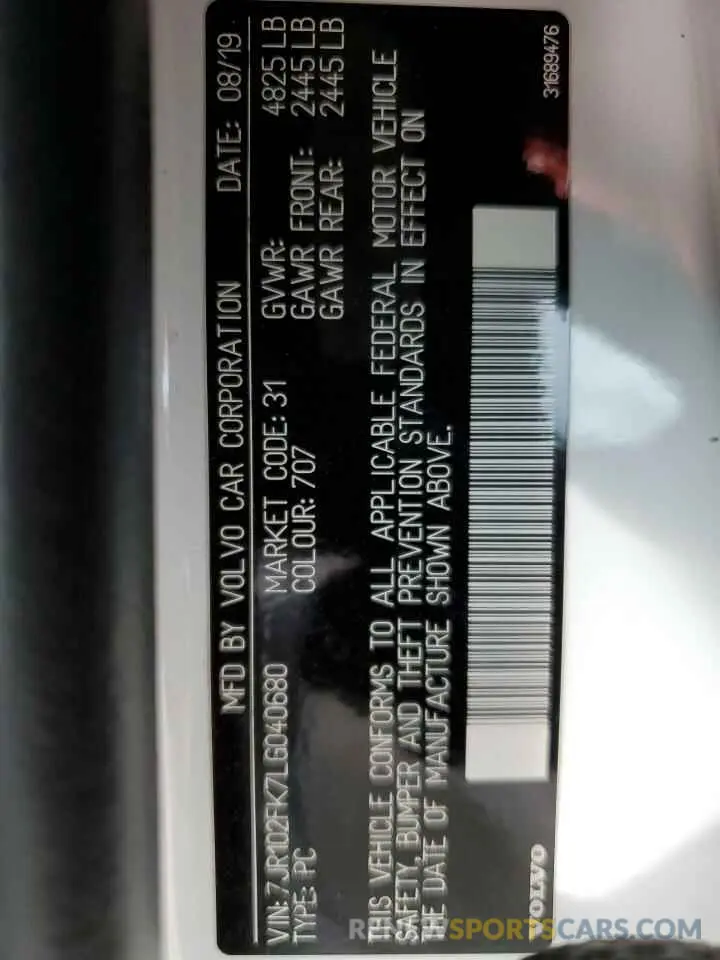 MFD BY VOLVO CAR CORPORATION DATE: 08/19
VIN: 7JR102FK7LG040680 MARKET CODE: 31 GVWR: 4825 LB
TYPE: PC COLOUR: 707 GAWR FRONT: 2445 LB
GAWR REAR: 2445 LB
THIS VEHICLE CONFORMS TO ALL APPLICABLE FEDERAL MOTOR VEHICLE
SAFETY, BUMPER AND THEFT PREVENTION STANDARDS IN EFFECT ON
THE DATE OF MANUFACTURE SHOWN ABOVE.
VOLVO 31689476
RENEWSPORTSCARS.COM